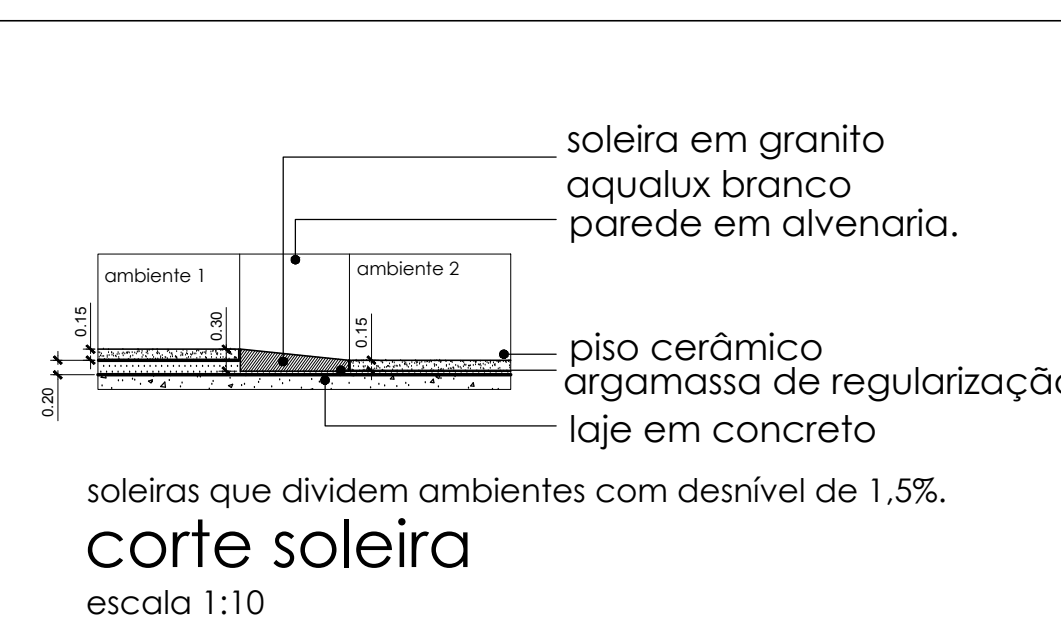 soleira em granito
aqualux branco
parede em alvenaria.
ambiente 1
ambiente 2
0.15
0.30
0.15
0.20
piso cerâmico
argamassa de regularização
laje em concreto
soleiras que dividem ambientes com desnível de 1,5%.
corte soleira
escala 1:10